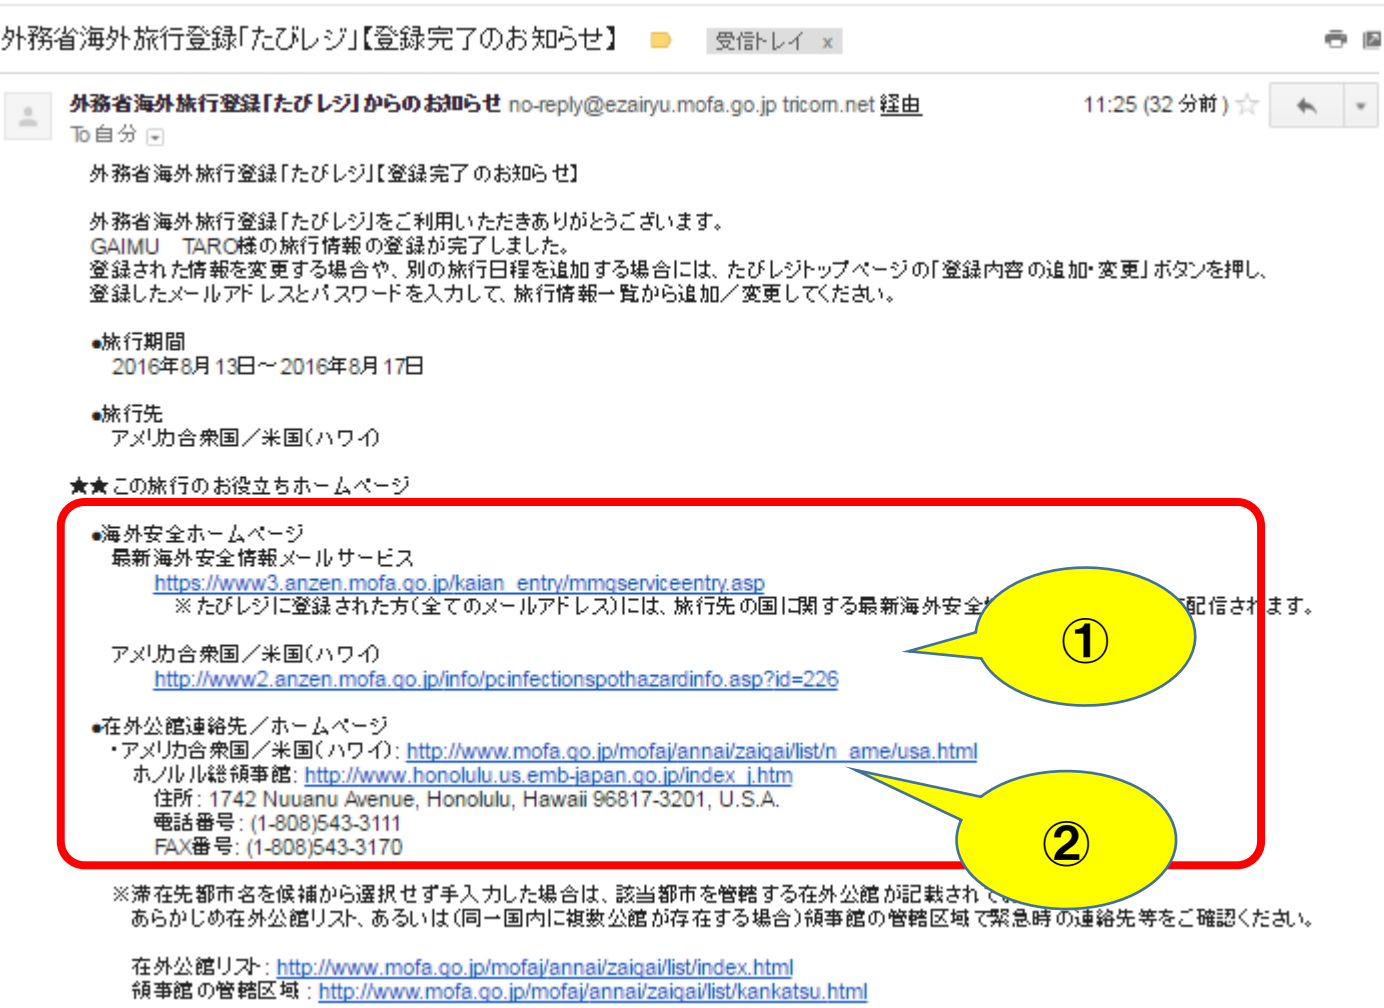 外務省海外旅行登録「たびレジ」【登録完了のお知らせ】 受信トレイ x
外務省海外旅行登録「たびレジ」からのお知らせ no-reply@ezairyu.mofa.go.jp tricorn.net 経由 11:25 (32 分前)
To 自分
外務省海外旅行登録「たびレジ」【登録完了のお知らせ】
外務省海外旅行登録「たびレジ」をご利用いただきありがとうございます。
GAIMU　TARO様の旅行情報の登録が完了しました。
登録された情報を変更する場合や、別の旅行日程を追加する場合には、たびレジトップページの「登録内容の追加・変更」ボタンを押し、
登録したメールアドレスとパスワードを入力して、旅行情報一覧から追加／変更してください。
●旅行期間
2016年8月13日～2016年8月17日
●旅行先
アメリカ合衆国／米国(ハワイ)
★★この旅行のお役立ちホームページ
●海外安全ホームページ
最新海外安全情報メールサービス
https://www3.anzen.mofa.go.jp/kaian_entry/mmgserviceentry.asp
※たびレジに登録された方(全てのメールアドレス)には、旅行先の国に関する最新海外安全 配信されます。
①
アメリカ合衆国／米国(ハワイ)
http://www2.anzen.mofa.go.jp/info/pcinfectionspothazardinfo.asp?id=226
●在外公館連絡先／ホームページ
・アメリカ合衆国／米国(ハワイ): http://www.mofa.go.jp/mofaj/annai/zaigai/list/n_ame/usa.html
ホノルル総領事館: http://www.honolulu.us.emb-japan.go.jp/index_j.htm
住所: 1742 Nuuanu Avenue, Honolulu, Hawaii 96817-3201, U.S.A.
電話番号: (1-808)543-3111
②
FAX番号: (1-808)543-3170
※滞在先都市名を候補から選択せず手入力した場合は、該当都市を管轄する在外公館が記載されて
あらかじめ在外公館リスト、あるいは(同一国内に複数公館が存在する場合)領事館の管轄区域で緊急時の連絡先等をご確認ください。
在外公館リスト: http://www.mofa.go.jp/mofaj/annai/zaigai/list/index.html
領事館の管轄区域: http://www.mofa.go.jp/mofaj/annai/zaigai/list/kankatsu.html